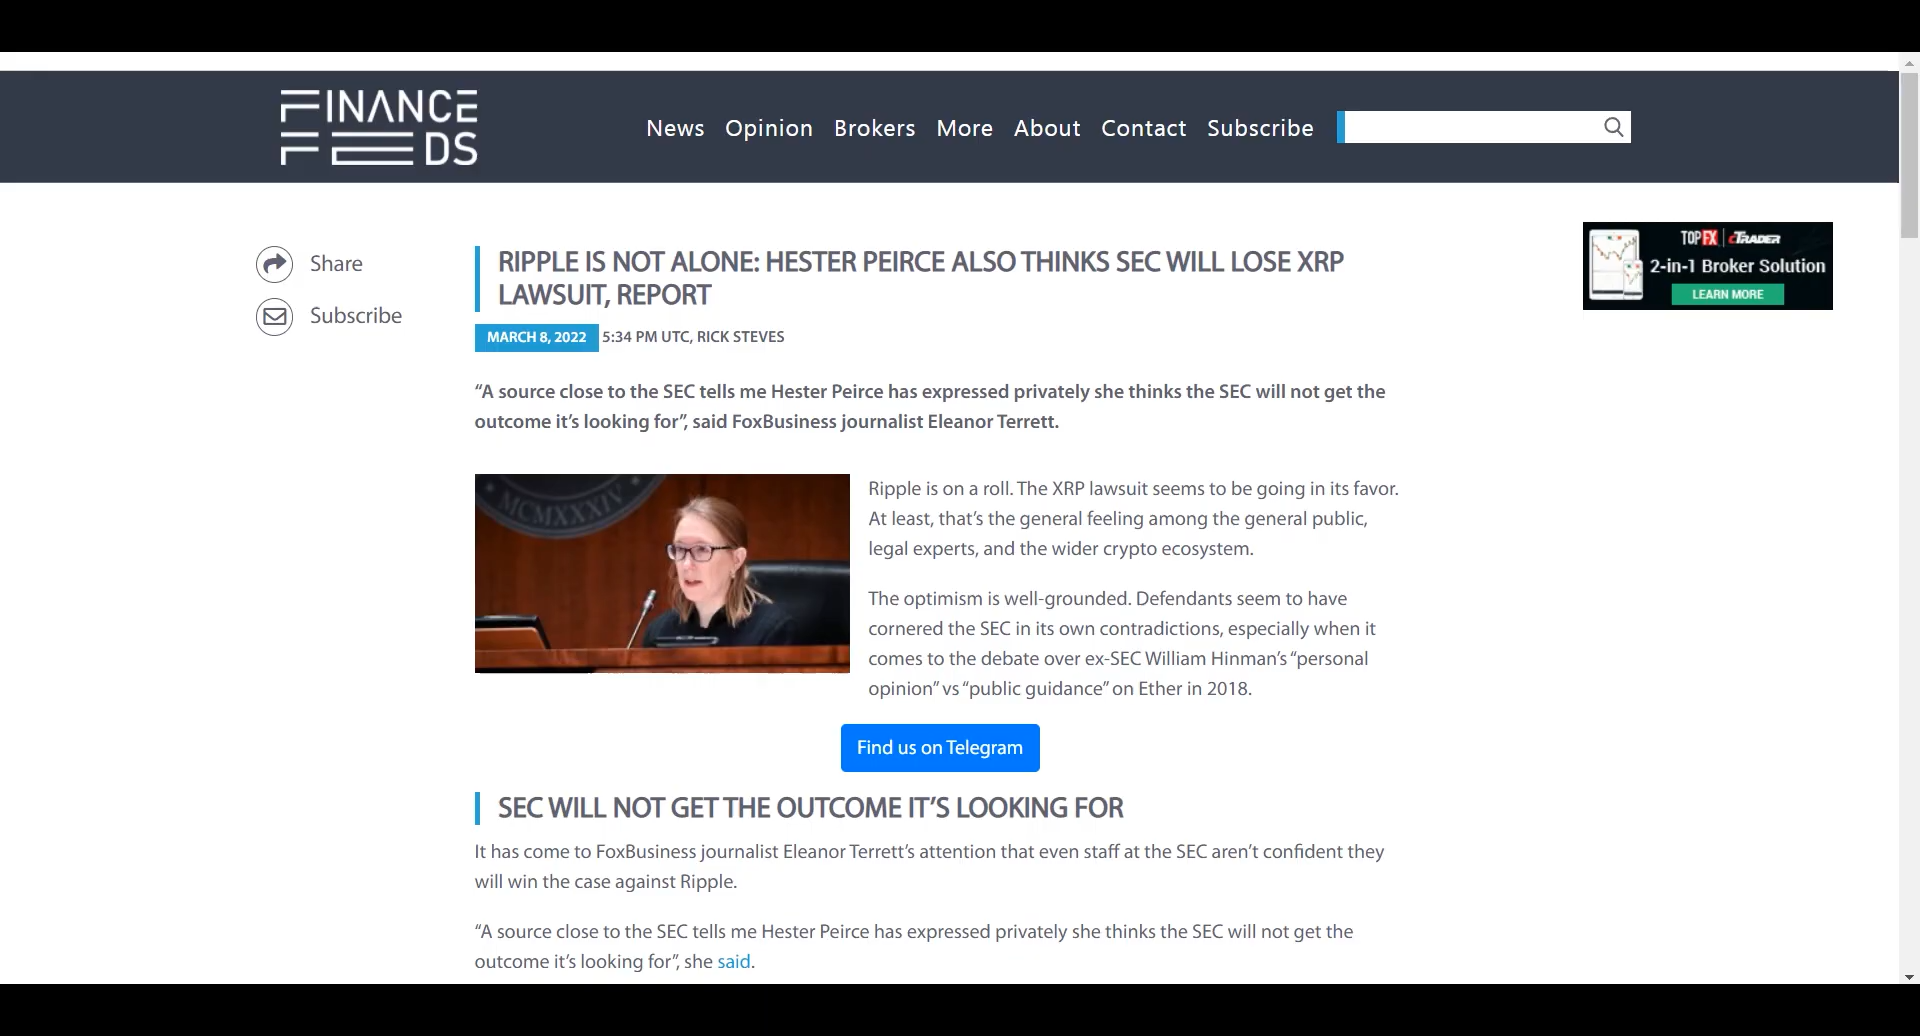 FINANCE
FEEDS
News Opinion Brokers More About Contact Subscribe
Share
Subscribe
RIPPLE IS NOT ALONE: HESTER PEIRCE ALSO THINKS SEC WILL LOSE XRP
LAWSUIT, REPORT
MARCH 8, 2022 5:34 PM UTC, RICK STEVES
TOPFX | cTRADER
2-in-1 Broker Solution
LEARN MORE
“A source close to the SEC tells me Hester Peirce has expressed privately she thinks the SEC will not get the
outcome it’s looking for”, said FoxBusiness journalist Eleanor Terrett.
MCMXXXIV
Ripple is on a roll. The XRP lawsuit seems to be going in its favor.
At least, that’s the general feeling among the general public,
legal experts, and the wider crypto ecosystem.
The optimism is well-grounded. Defendants seem to have
cornered the SEC in its own contradictions, especially when it
comes to the debate over ex-SEC William Hinman’s “personal
opinion” vs “public guidance” on Ether in 2018.
Find us on Telegram
SEC WILL NOT GET THE OUTCOME IT’S LOOKING FOR
It has come to FoxBusiness journalist Eleanor Terrett’s attention that even staff at the SEC aren’t confident they
will win the case against Ripple.
“A source close to the SEC tells me Hester Peirce has expressed privately she thinks the SEC will not get the
outcome it’s looking for”, she said.